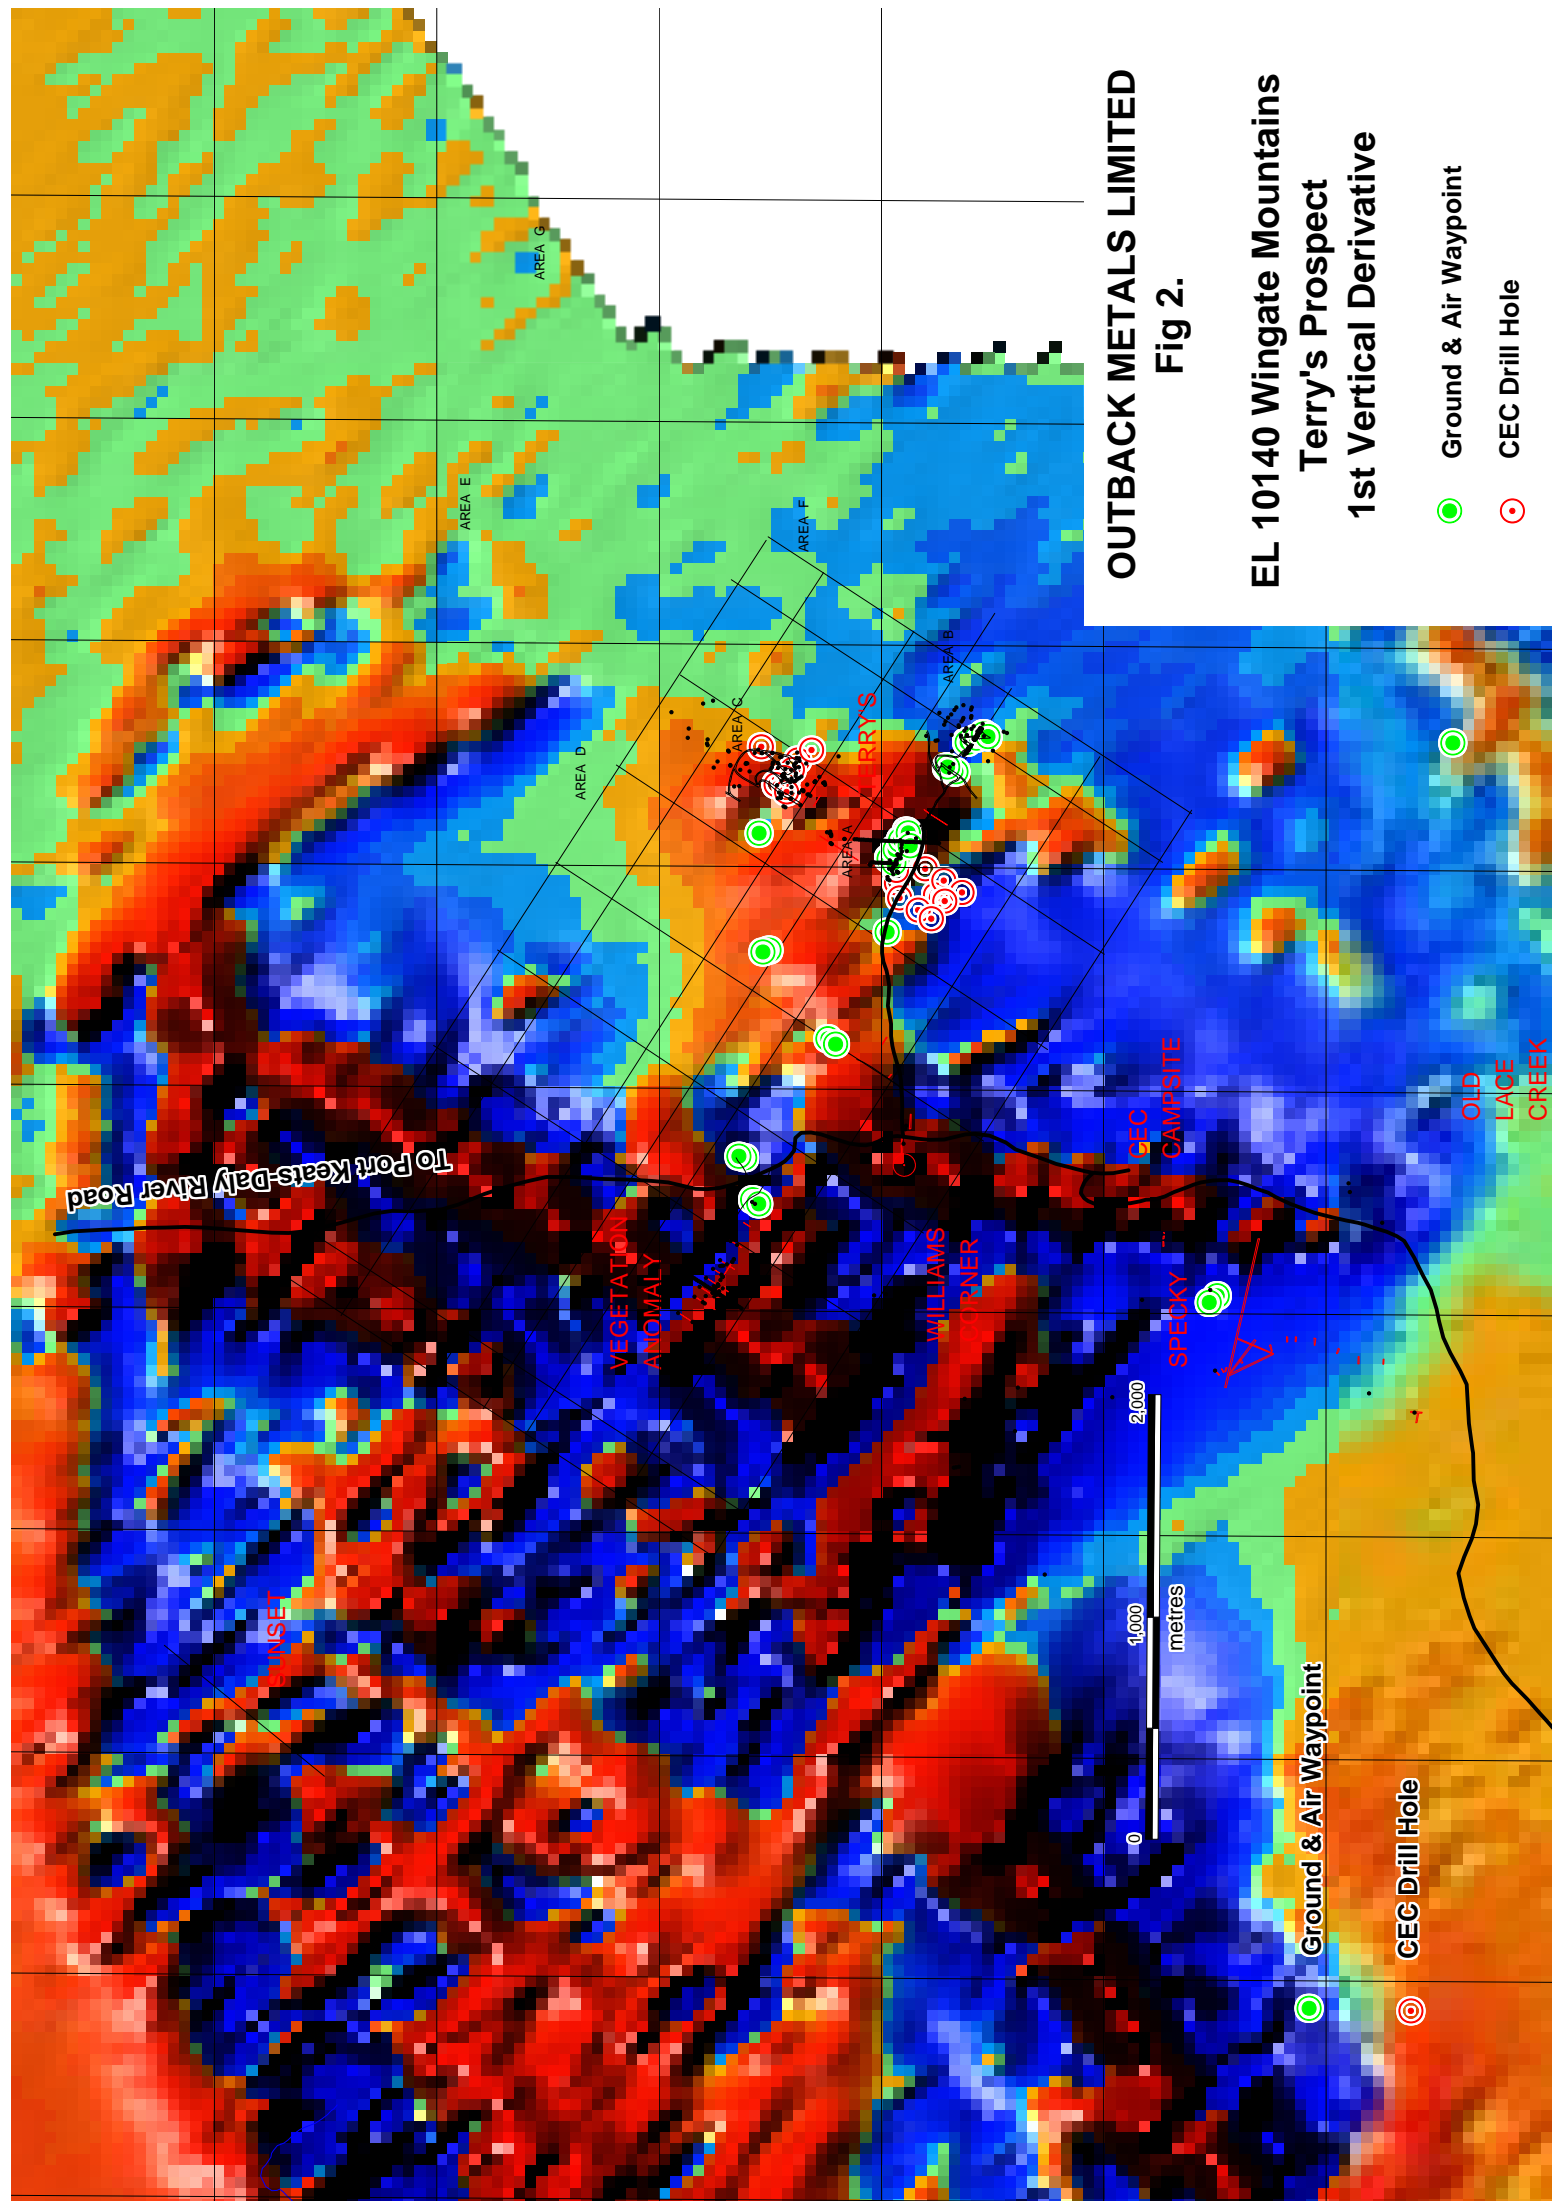 OUTBACK METALS LIMITED
Fig 2.
EL 10140 Wingate Mountains
Terry's Prospect
1st Vertical Derivative
Ground & Air Waypoint
CEC Drill Hole
To Port Keats-Daly River Road
AREA G
AREA E
AREA F
AREA D
AREA C
AREA B
AREA A
TERRY'S
SUNSET
VEGETATION
ANOMALY
WILLIAMS
CORNER
CEC
CAMPSITE
SPECKY
OLD
LACE
CREEK
0
1,000
2,000
metres
Ground & Air Waypoint
CEC Drill Hole